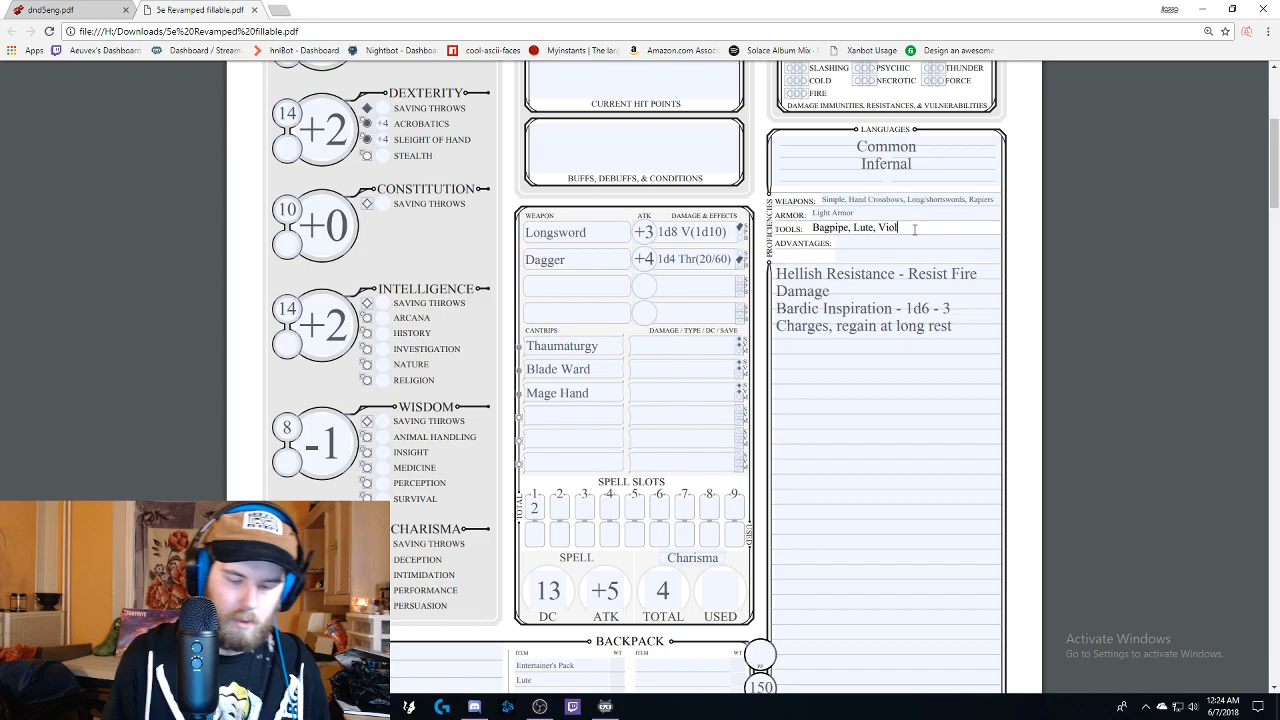 dnd5eng.pdf
5e Revamped fillable.pdf
file:///H:/Downloads/5e%20Revamped%20fillable.pdf
Apps
Aeuvex's Dashboard
Dashboard / Stream
hnlBot - Dashboard
Nightbot - Dashboard
cool-ascii-faces
Myinstants | The larg
Amazon.com Associ
Solace Album Mix -
Xanbot Usage
Design an awesome
SLASHING
PSYCHIC
THUNDER
COLD
NECROTIC
FORCE
FIRE
DAMAGE IMMUNITIES, RESISTANCES, & VULNERABILITIES
CURRENT HIT POINTS
BUFFS, DEBUFFS, & CONDITIONS
DEXTERITY
14
+2
SAVING THROWS
+4 ACROBATICS
+4 SLEIGHT OF HAND
STEALTH
CONSTITUTION
10
+0
SAVING THROWS
INTELLIGENCE
14
+2
SAVING THROWS
ARCANA
HISTORY
INVESTIGATION
NATURE
RELIGION
WISDOM
8
-1
SAVING THROWS
ANIMAL HANDLING
INSIGHT
MEDICINE
PERCEPTION
SURVIVAL
CHARISMA
SAVING THROWS
DECEPTION
INTIMIDATION
PERFORMANCE
PERSUASION
WEAPON ATK DAMAGE & EFFECTS
Longsword +3 1d8 V(1d10)
Dagger +4 1d4 Thr(20/60)
CANTRIPS DAMAGE / TYPE / DC / SAVE
Thaumaturgy
Blade Ward
Mage Hand
SPELL SLOTS
-1- -2- -3- -4- -5- -6- -7- -8- -9-
TOTAL
2
USED
SPELL Charisma
13 +5 4
DC ATK TOTAL USED
BACKPACK
ITEM WT ITEM WT
Entertainer's Pack
Lute
PP
150
LANGUAGES
Common
Infernal
PROFICIENCIES
WEAPONS: Simple, Hand Crossbows, Long/shortswords, Rapiers
ARMOR: Light Armor
TOOLS: Bagpipe, Lute, Viol
ADVANTAGES:
Hellish Resistance - Resist Fire
Damage
Bardic Inspiration - 1d6 - 3
Charges, regain at long rest
Activate Windows
Go to Settings to activate Windows.
12:24 AM
6/7/2018